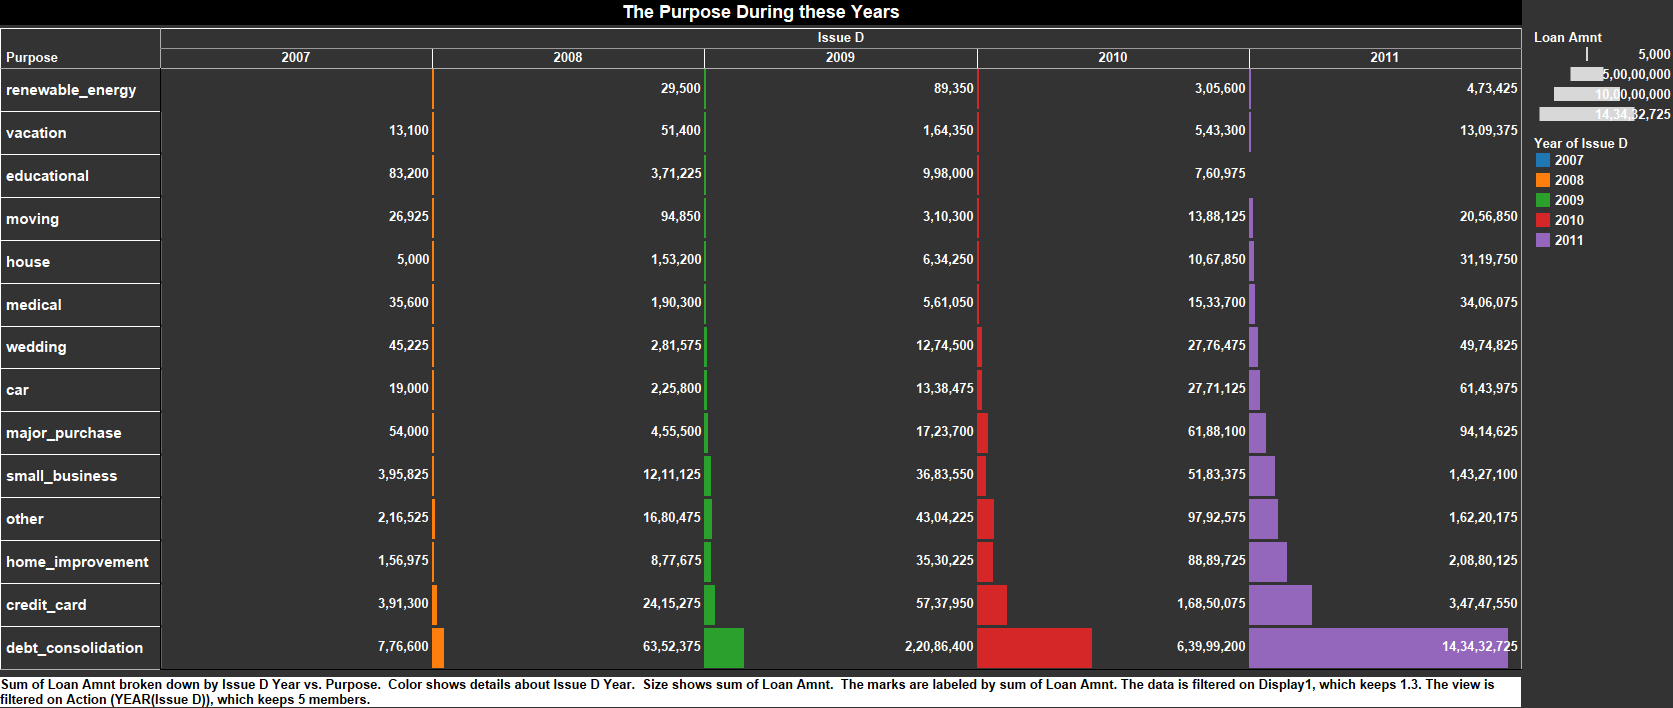 The Purpose During these Years
Issue D
Purpose 2007 2008 2009 2010 2011
renewable_energy 29,500 89,350 3,05,600 4,73,425
vacation 13,100 51,400 1,64,350 5,43,300 13,09,375
educational 83,200 3,71,225 9,98,000 7,60,975
moving 26,925 94,850 3,10,300 13,88,125 20,56,850
house 5,000 1,53,200 6,34,250 10,67,850 31,19,750
medical 35,600 1,90,300 5,61,050 15,33,700 34,06,075
wedding 45,225 2,81,575 12,74,500 27,76,475 49,74,825
car 19,000 2,25,800 13,38,475 27,71,125 61,43,975
major_purchase 54,000 4,55,500 17,23,700 61,88,100 94,14,625
small_business 3,95,825 12,11,125 36,83,550 51,83,375 1,43,27,100
other 2,16,525 16,80,475 43,04,225 97,92,575 1,62,20,175
home_improvement 1,56,975 8,77,675 35,30,225 88,89,725 2,08,80,125
credit_card 3,91,300 24,15,275 57,37,950 1,68,50,075 3,47,47,550
debt_consolidation 7,76,600 63,52,375 2,20,86,400 6,39,99,200 14,34,32,725
Sum of Loan Amnt broken down by Issue D Year vs. Purpose.  Color shows details about Issue D Year.  Size shows sum of Loan Amnt.  The marks are labeled by sum of Loan Amnt. The data is filtered on Display1, which keeps 1.3. The view is
filtered on Action (YEAR(Issue D)), which keeps 5 members.
Loan Amnt
5,000
5,00,00,000
10,00,00,000
14,34,32,725
Year of Issue D
2007
2008
2009
2010
2011